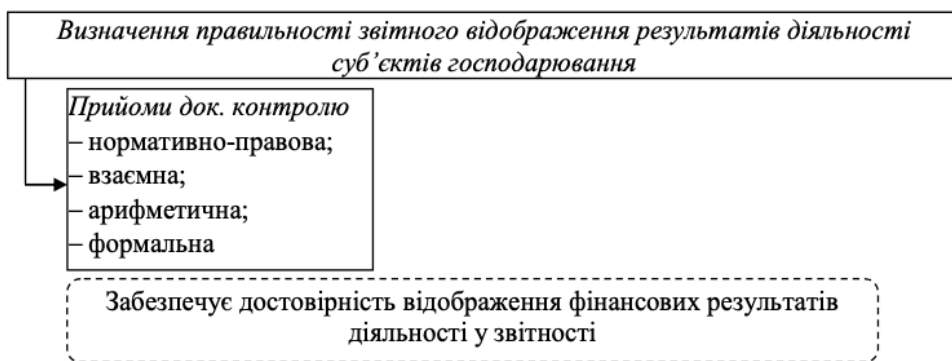 Визначення правильності звітного відображення результатів діяльності
суб’єктів господарювання
Прийоми док. контролю
– нормативно-правова;
– взаємна;
– арифметична;
– формальна
Забезпечує достовірність відображення фінансових результатів
діяльності у звітності